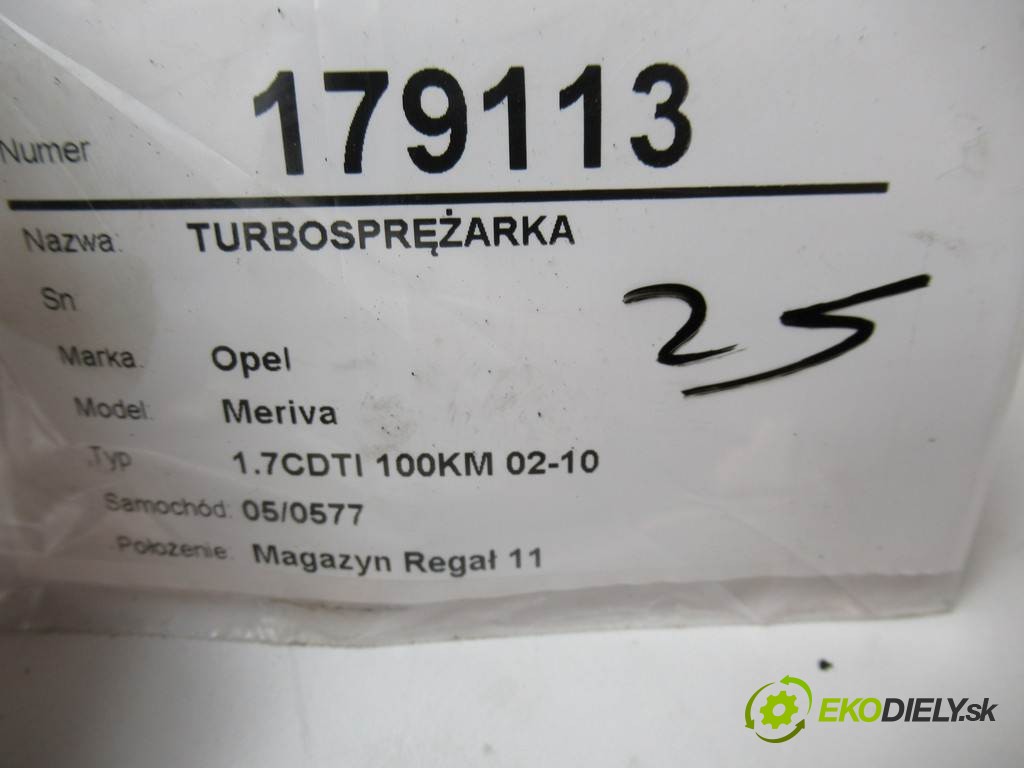 Numer 179113
Nazwa: TURBOSPRĘŻARKA
Sn
25
Marka. Opel
Model: Meriva
Typ 1.7CDTI 100KM 02-10
Samochód: 05/0577
Położenie: Magazyn Regał 11
EKODIELY.sk